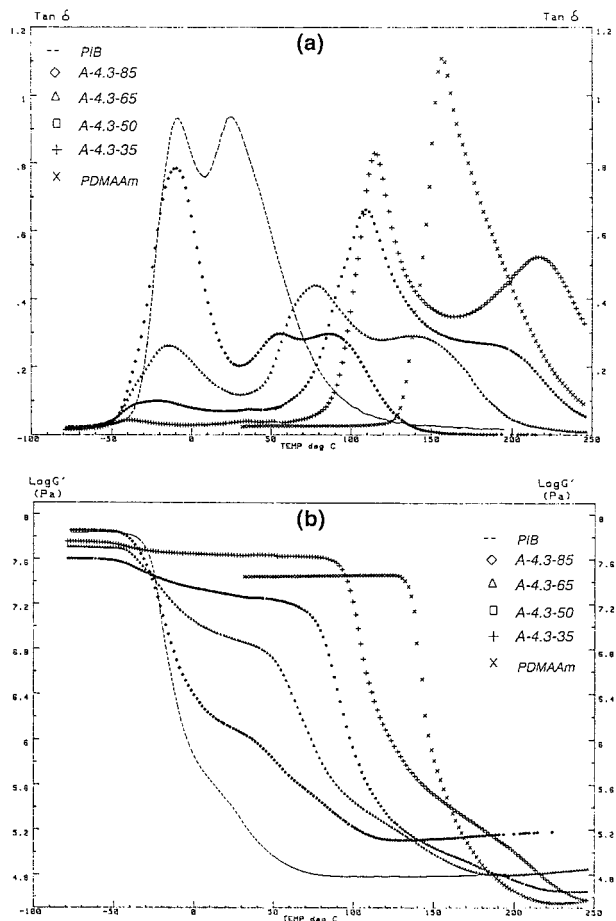 Tan δ
Tan δ
1.2
1.2
(a)
PIB
A-4.3-85
A-4.3-65
A-4.3-50
A-4.3-35
PDMAAm
1
1
.8
.8
.6
.6
.4
.4
.2
.2
-100
-50
0
50
100
150
200
250
TEMP deg C
LogG'
(Pa)
LogG'
(Pa)
(b)
PIB
A-4.3-85
A-4.3-65
A-4.3-50
A-4.3-35
PDMAAm
8
8
7.6
7.6
7.2
7.2
6.8
6.8
6.4
6.4
6
6
5.6
5.6
5.2
5.2
4.8
4.8
-100
-50
0
50
100
150
200
250
TEMP deg C